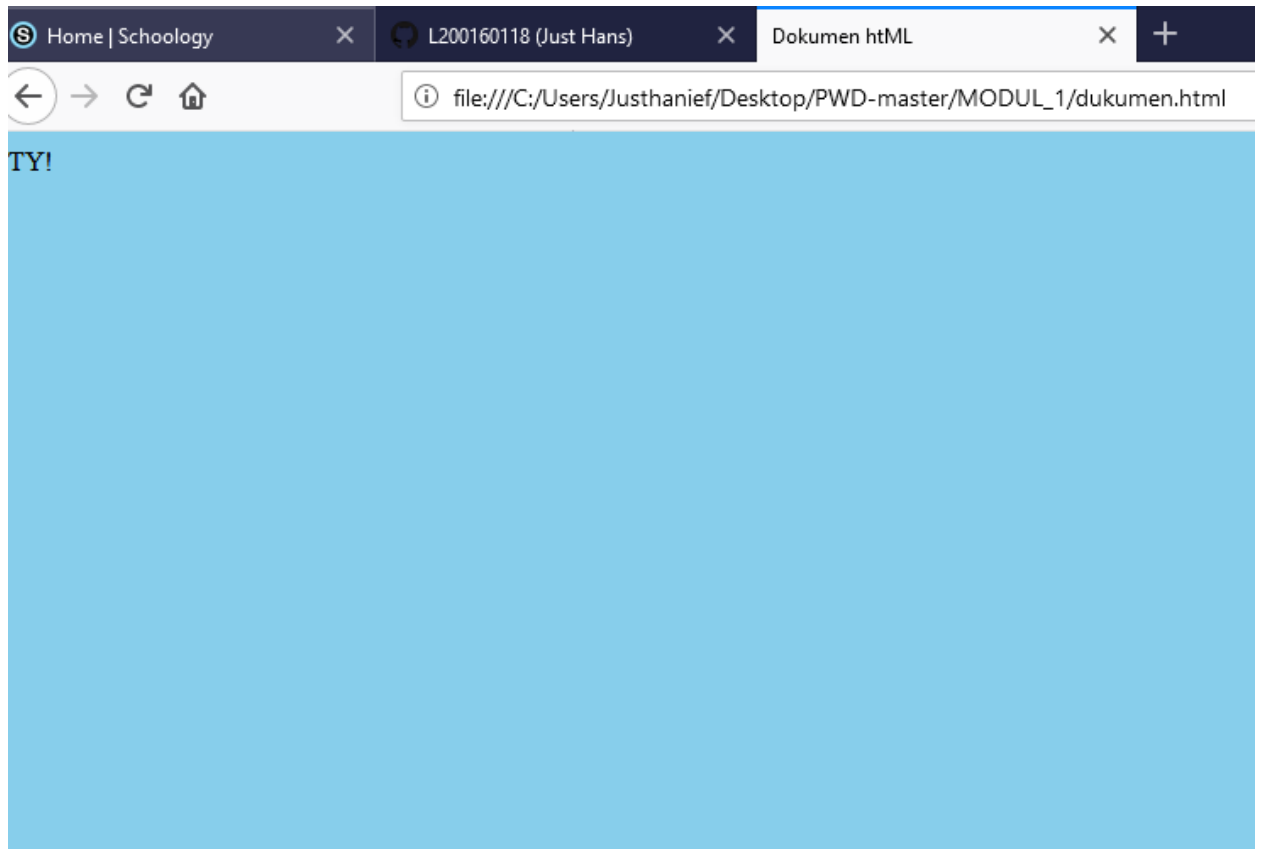 Home | Schoology
L200160118 (Just Hans)
Dokumen htML
file:///C:/Users/Justhanief/Desktop/PWD-master/MODUL_1/dukumen.html
TY!